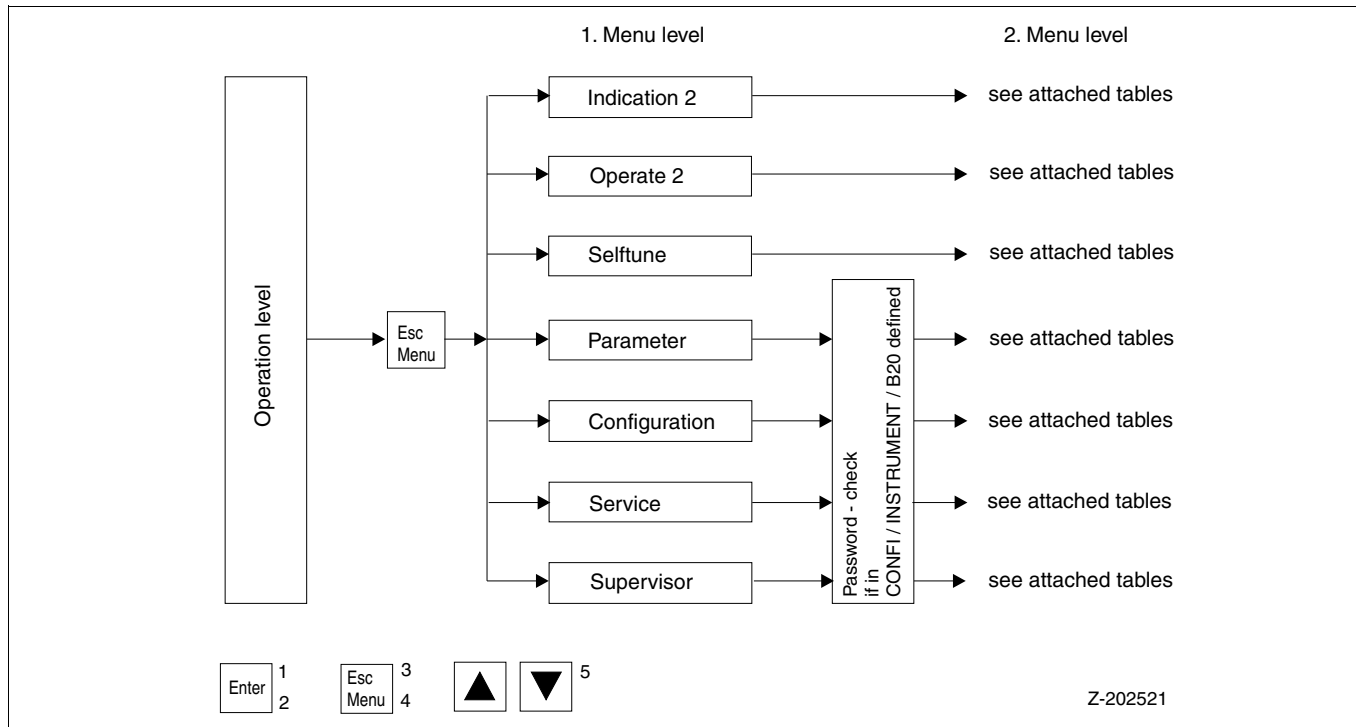 1. Menu level
2. Menu level
Operation level
Esc
Menu
Indication 2
see attached tables
Operate 2
see attached tables
Selftune
see attached tables
Parameter
see attached tables
Configuration
see attached tables
Service
see attached tables
Supervisor
see attached tables
Password - check
if in
CONFI / INSTRUMENT / B20 defined
Enter
1
2
Esc
Menu
3
4
5
Z-202521